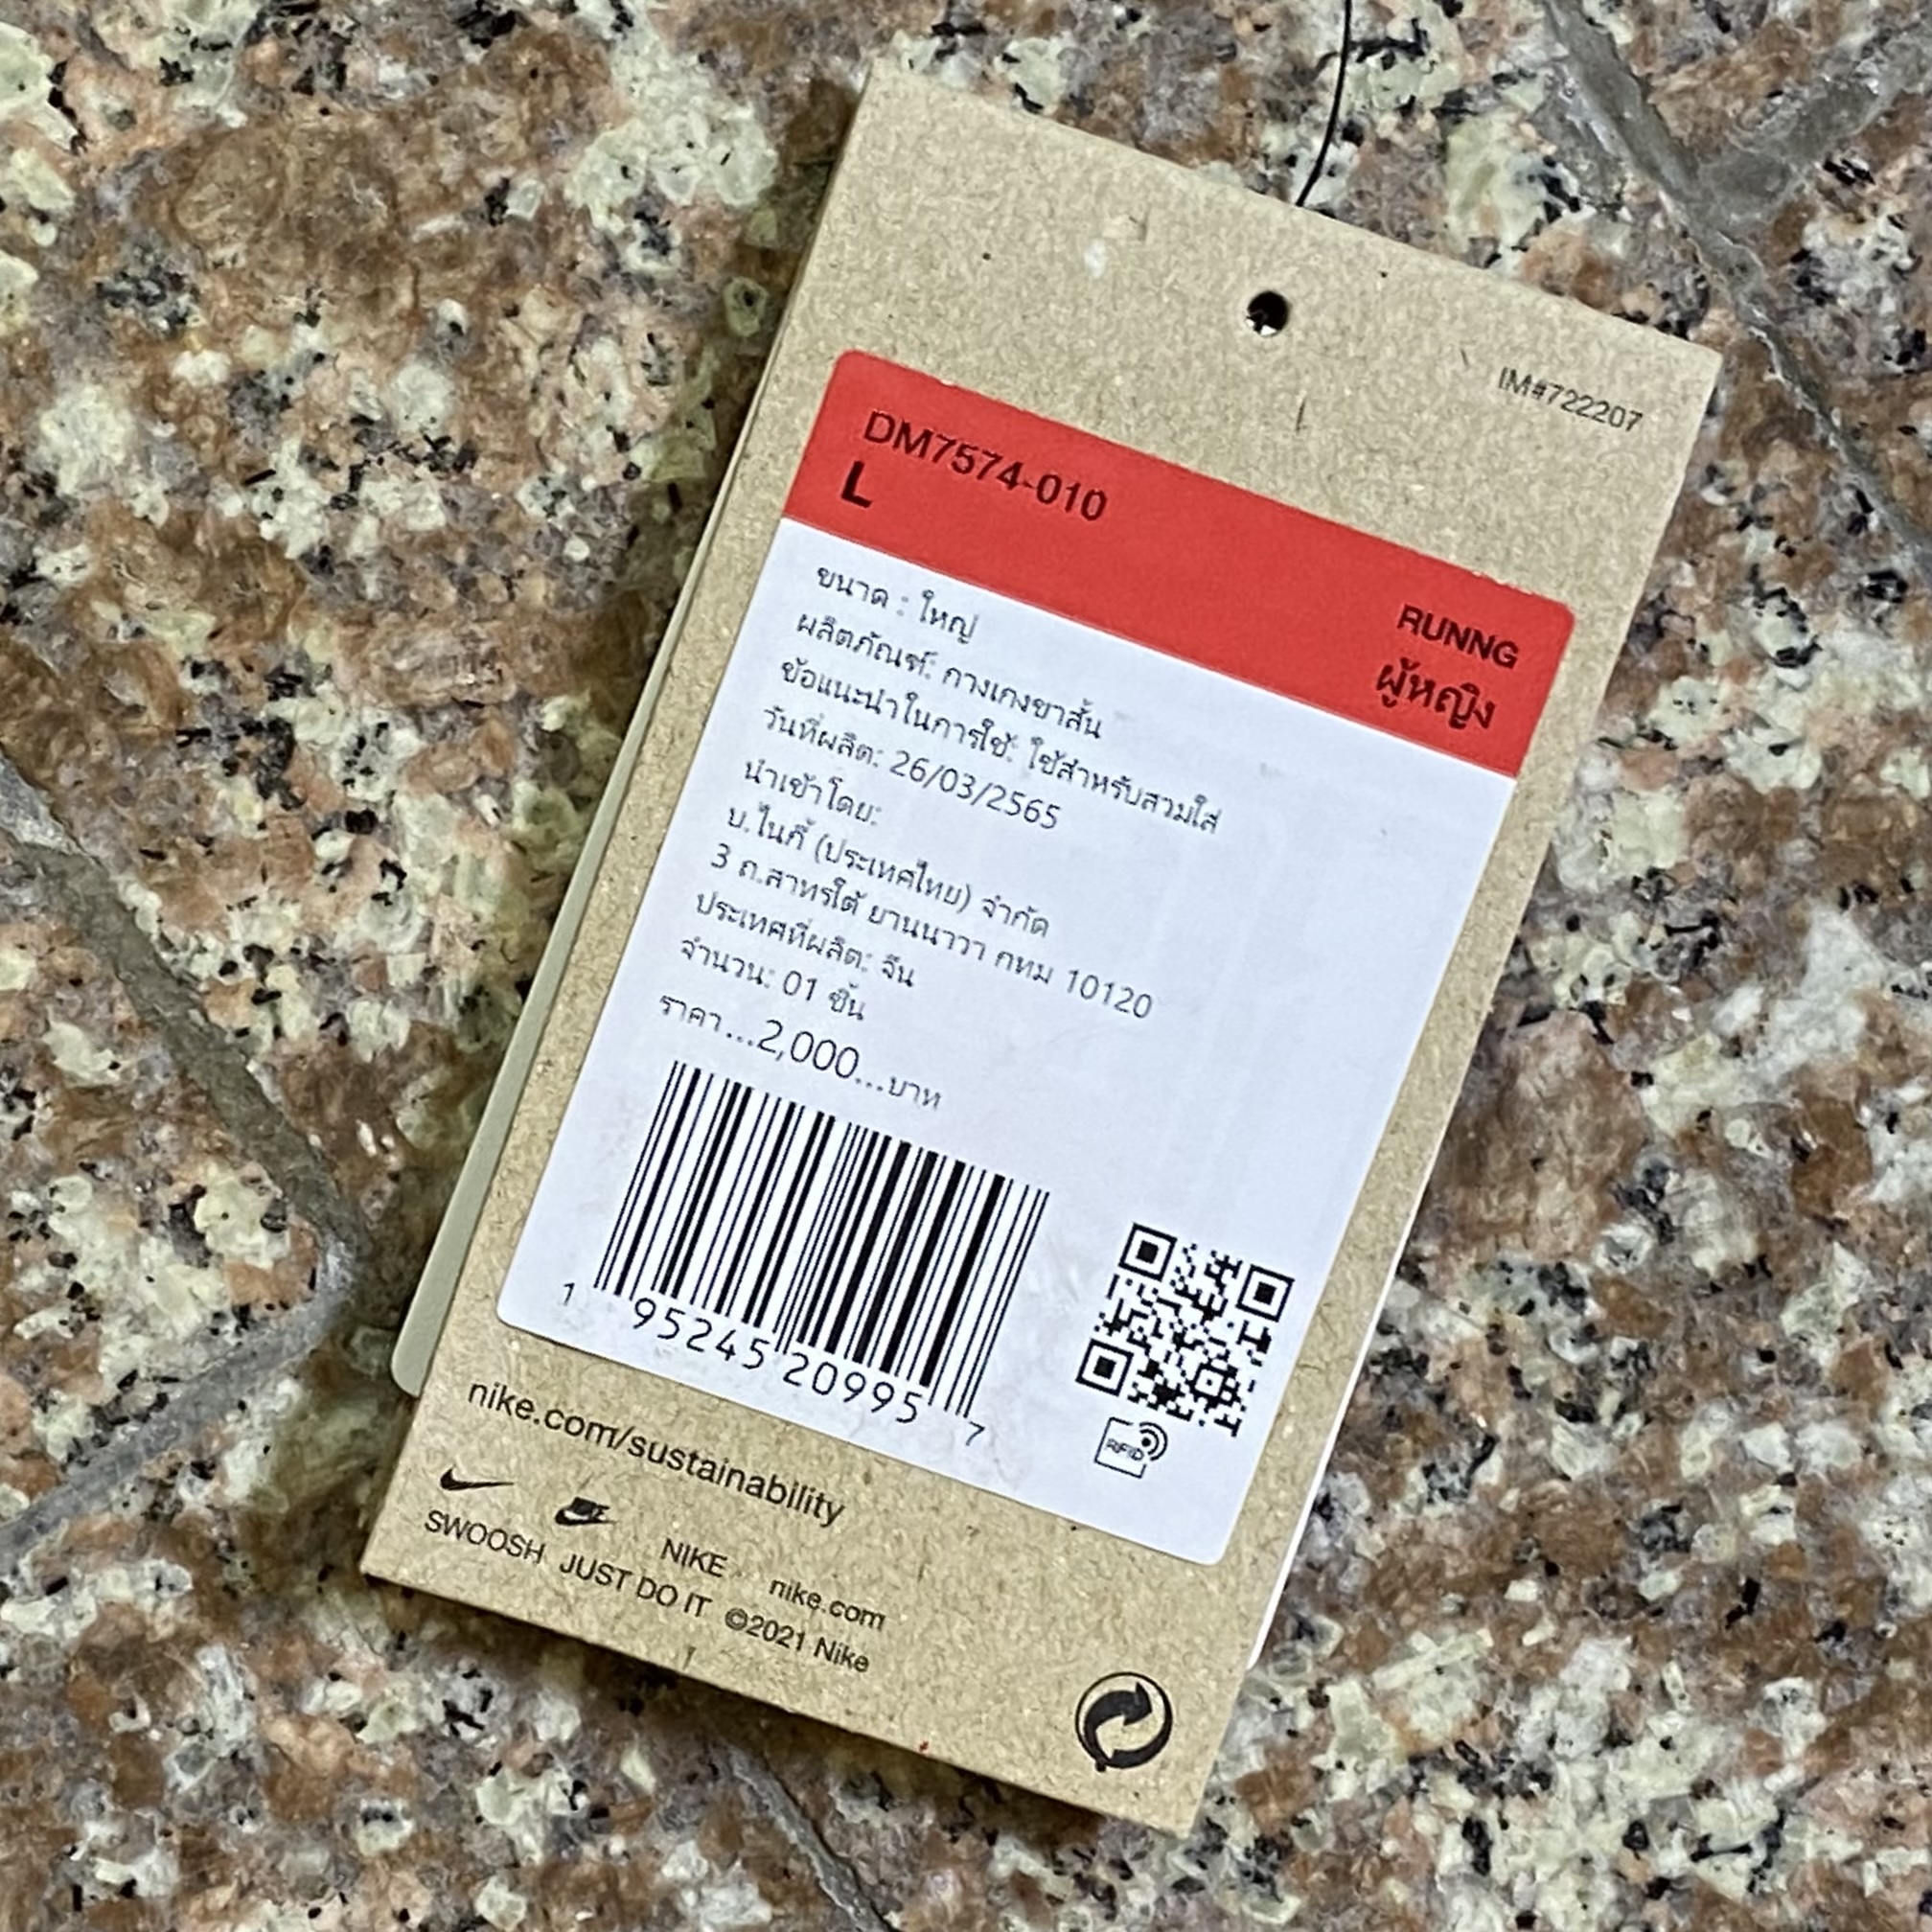 IM#722207
DM7574-010
L
RUNNG
ผู้หญิง
ขนาด : ใหญ่
ผลิตภัณฑ์: กางเกงขาสั้น
ข้อแนะนำในการใช้: ใช้สำหรับสวมใส่
วันที่ผลิต: 26/03/2565
นำเข้าโดย:
บ.ไนกี้ (ประเทศไทย) จำกัด
3 ถ.สาทรใต้ ยานนาวา กทม 10120
ประเทศที่ผลิต: จีน
จำนวน: 01 ชิ้น
ราคา...2,000...บาท
1 95245 20995 7
RFID
nike.com/sustainability
NIKE nike.com
SWOOSH JUST DO IT ©2021 Nike